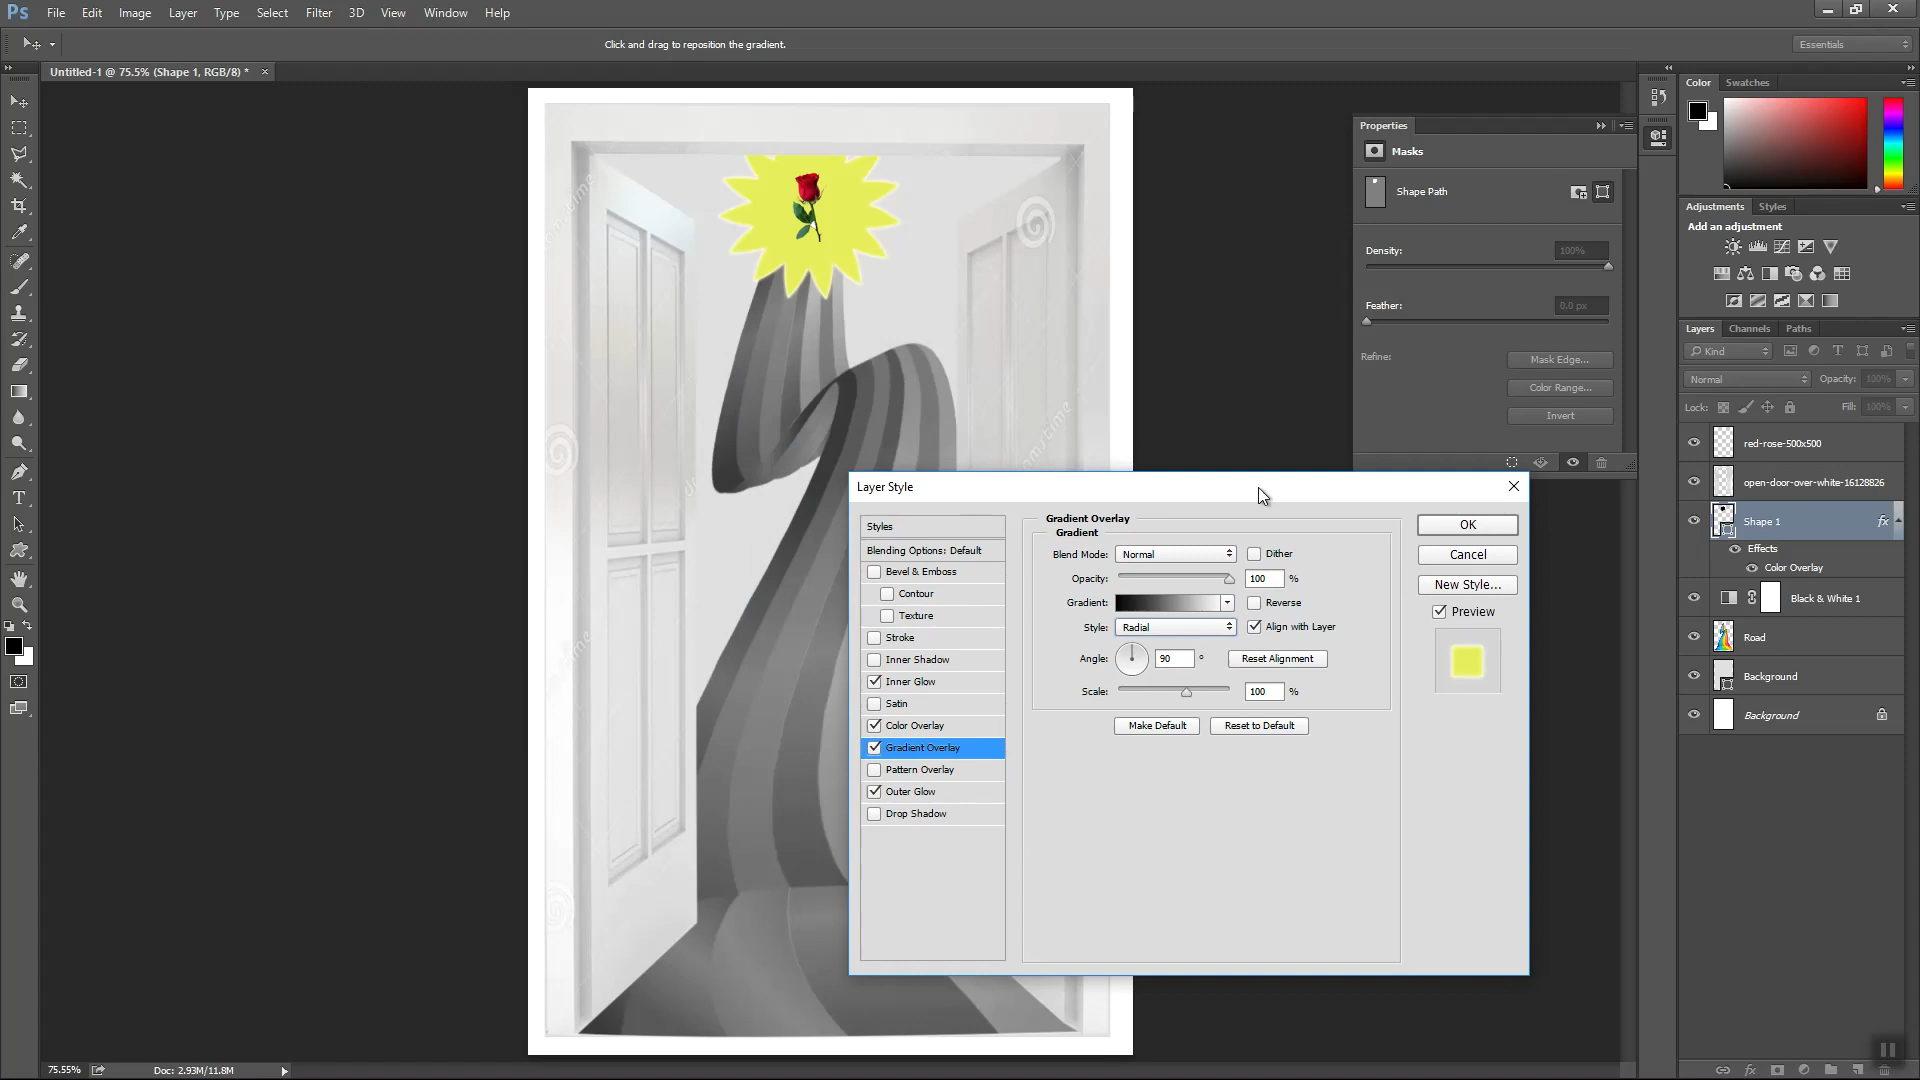 Ps File Edit Image Layer Type Select Filter 3D View Window Help
Click and drag to reposition the gradient.
Essentials
Untitled-1 @ 75.5% (Shape 1, RGB/8) *
Color Swatches
Properties
Masks
Shape Path
Density: 100%
Feather: 0.0 px
Refine: Mask Edge...
Color Range...
Invert
Adjustments Styles
Add an adjustment
Layers Channels Paths
Kind
Normal Opacity: 100%
Lock: Fill: 100%
red-rose-500x500
open-door-over-white-16128826
Shape 1 fx
Effects
Color Overlay
Black & White 1
Road
Background
Background
Layer Style
Styles
Blending Options: Default
Bevel & Emboss
Contour
Texture
Stroke
Inner Shadow
Inner Glow
Satin
Color Overlay
Gradient Overlay
Pattern Overlay
Outer Glow
Drop Shadow
Gradient Overlay
Gradient
Blend Mode: Normal Dither
Opacity: 100 %
Gradient: Reverse
Style: Radial Align with Layer
Angle: 90 ° Reset Alignment
Scale: 100 %
Make Default Reset to Default
OK
Cancel
New Style...
Preview
75.55% Doc: 2.93M/11.8M
fx